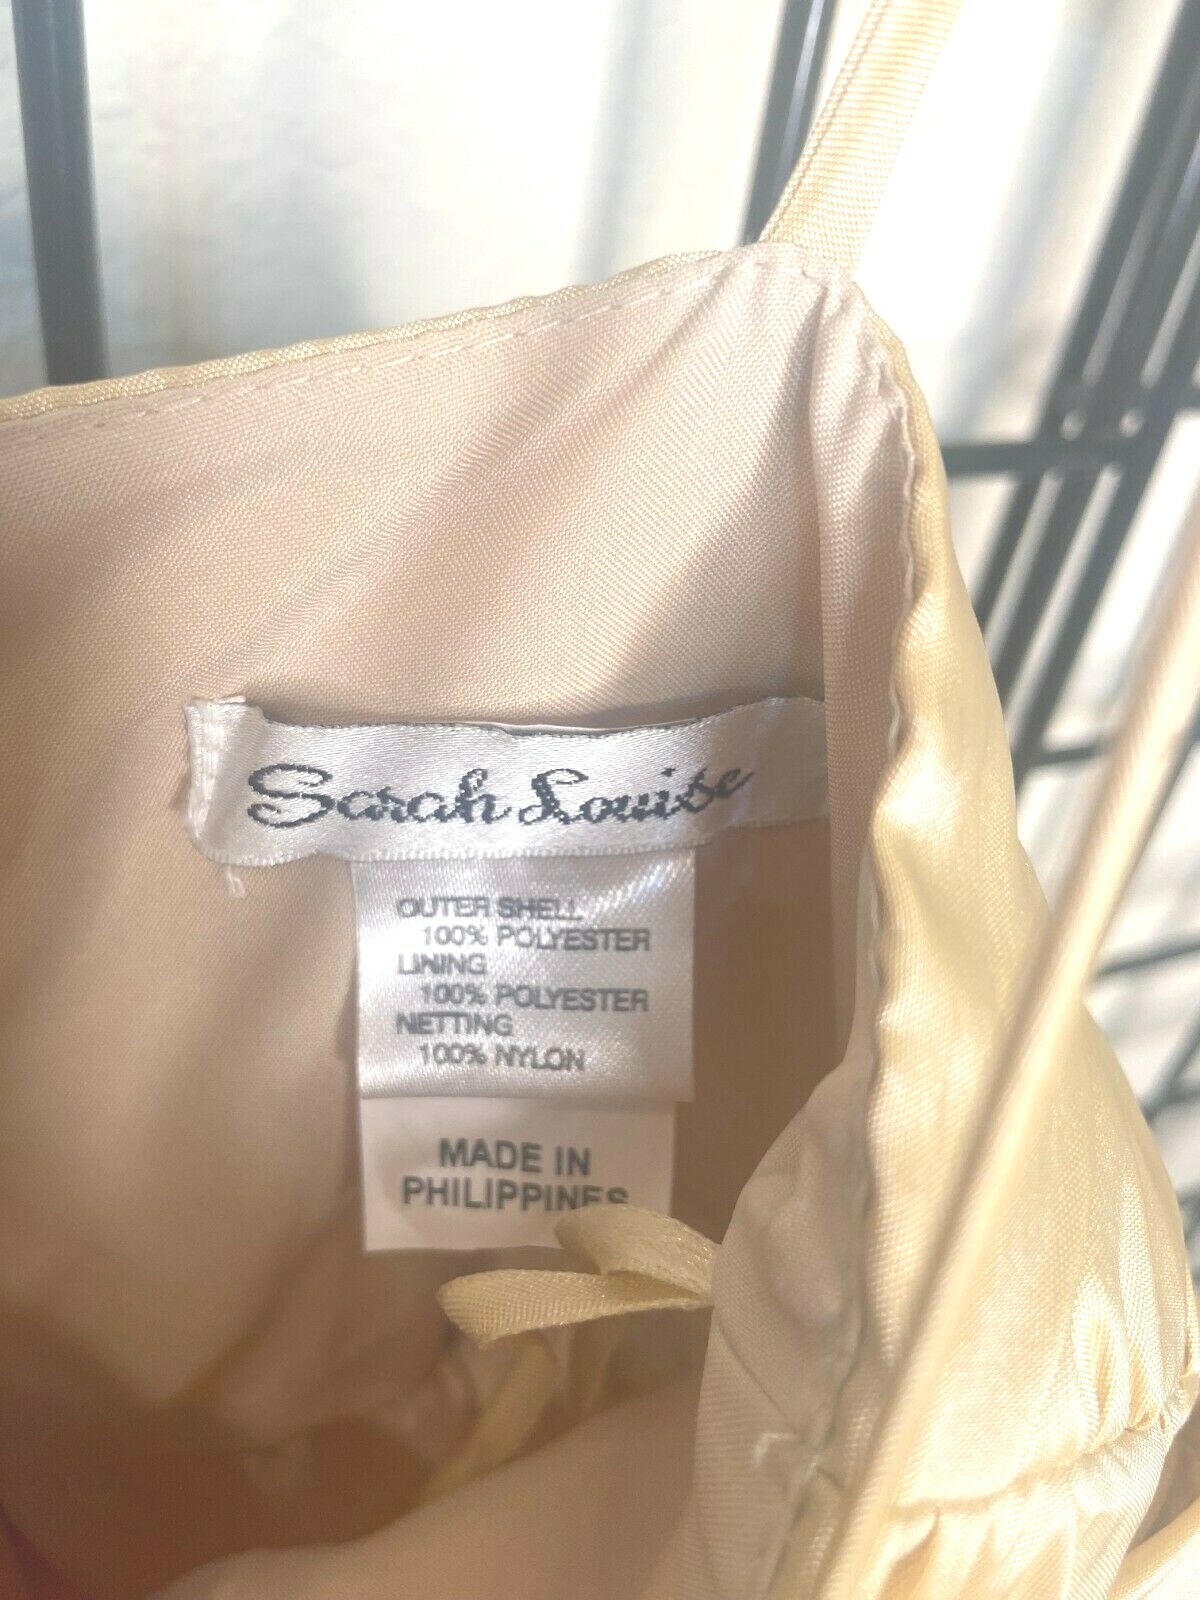 Sarah Louise
OUTER SHELL
100% POLYESTER
LINING
100% POLYESTER
NETTING
100% NYLON
MADE IN
PHILIPPINES